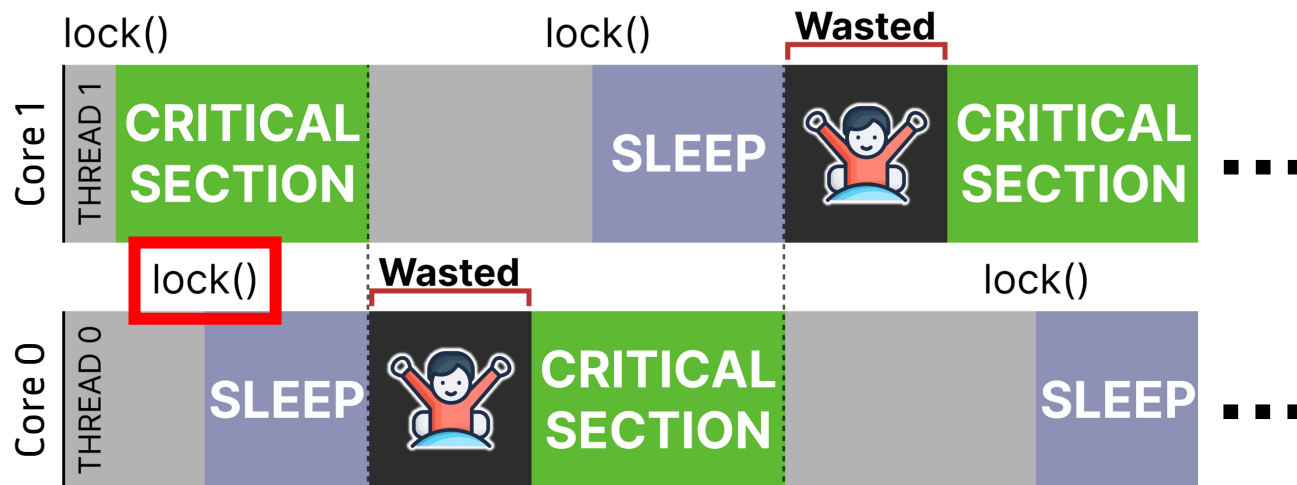 lock() lock() Wasted
Core 1
THREAD 1
CRITICAL
SECTION
SLEEP
CRITICAL
SECTION
...
lock() Wasted lock()
Core 0
THREAD 0
SLEEP
CRITICAL
SECTION
SLEEP
...